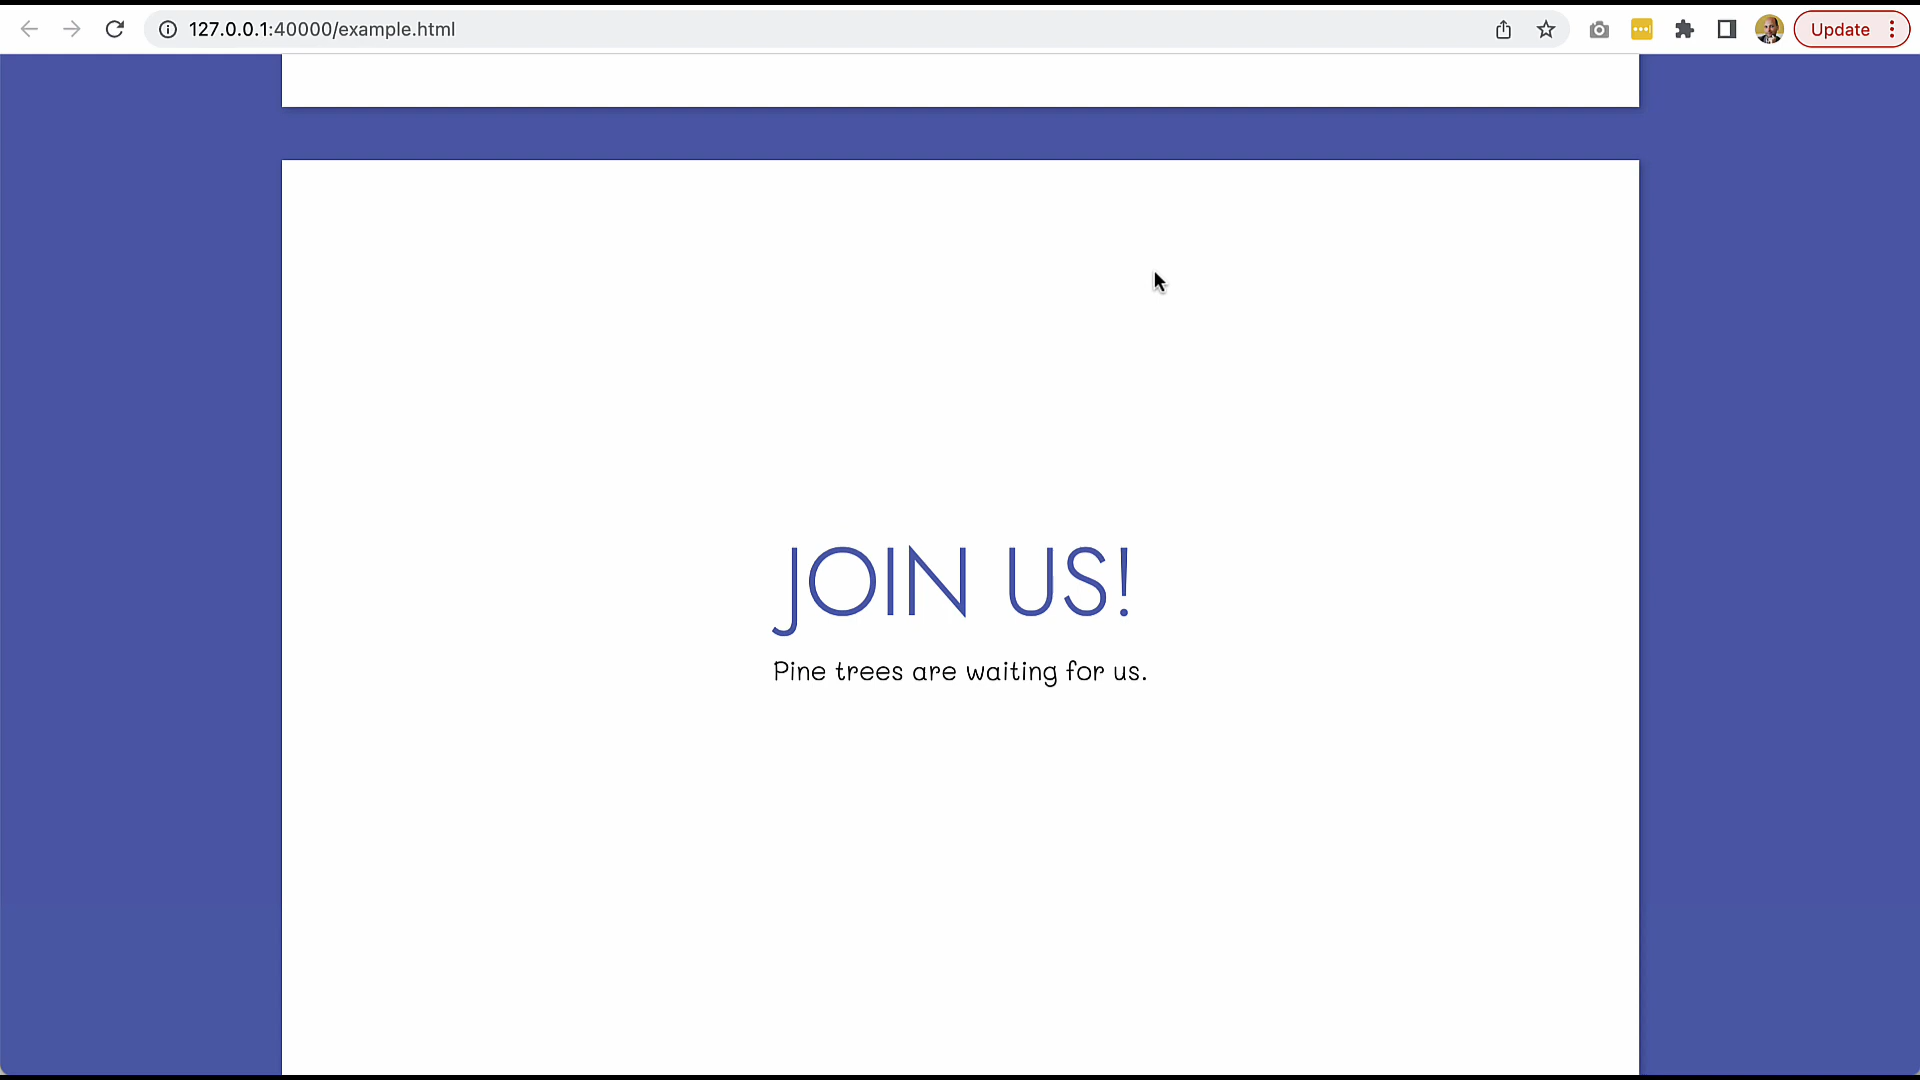 127.0.0.1:40000/example.html
Update
JOIN US!
Pine trees are waiting for us.